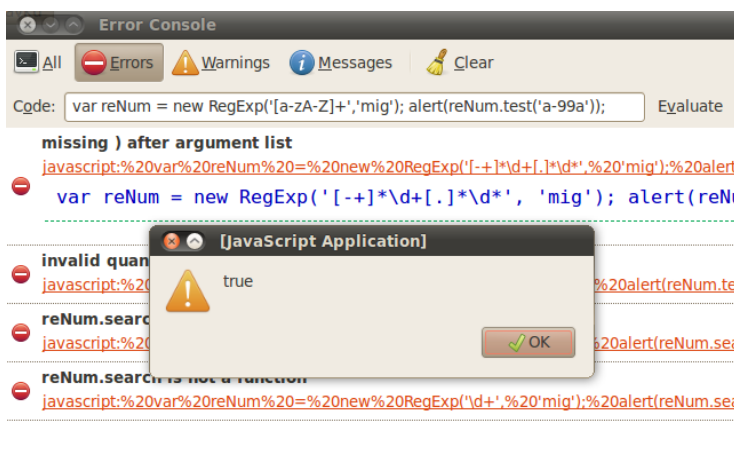 Error Console
All Errors Warnings Messages Clear
Code: var reNum = new RegExp('[a-zA-Z]+','mig'); alert(reNum.test('a-99a')); Evaluate
missing ) after argument list
javascript:%20var%20reNum%20=%20new%20RegExp('[-+]*\d+[.]*\d*',%20'mig');%20alert
var reNum = new RegExp('[-+]*\d+[.]*\d*', 'mig'); alert(reNu
[JavaScript Application]
invalid quan
true
javascript:%20 %20alert(reNum.te
reNum.searc
javascript:%20 %20alert(reNum.sea
OK
reNum.search is not a function
javascript:%20var%20reNum%20=%20new%20RegExp('\d+',%20'mig');%20alert(reNum.sea